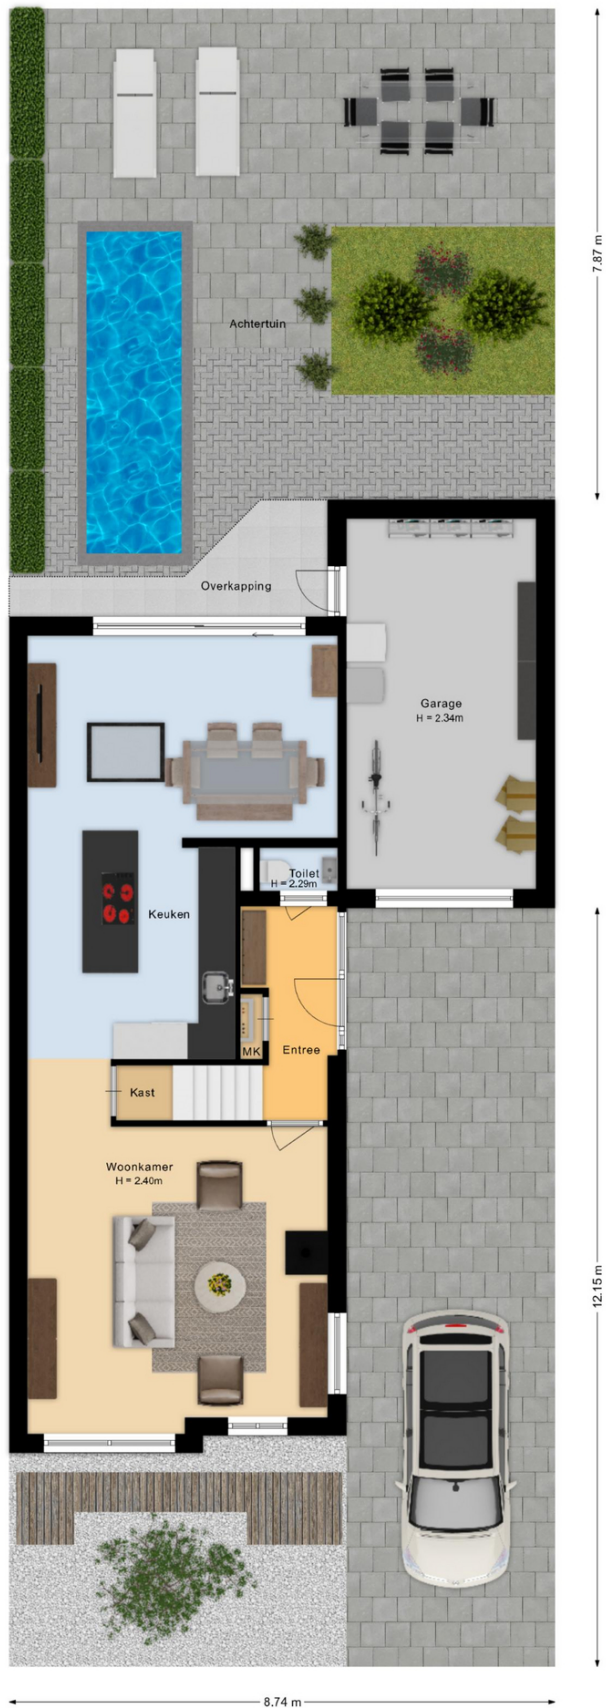 7.87 m
Achtertuin
Overkapping
Garage
H = 2.34m
Toilet
H = 2.29m
Keuken
MK
Entree
Kast
Woonkamer
H = 2.40m
12.15 m
8.74 m